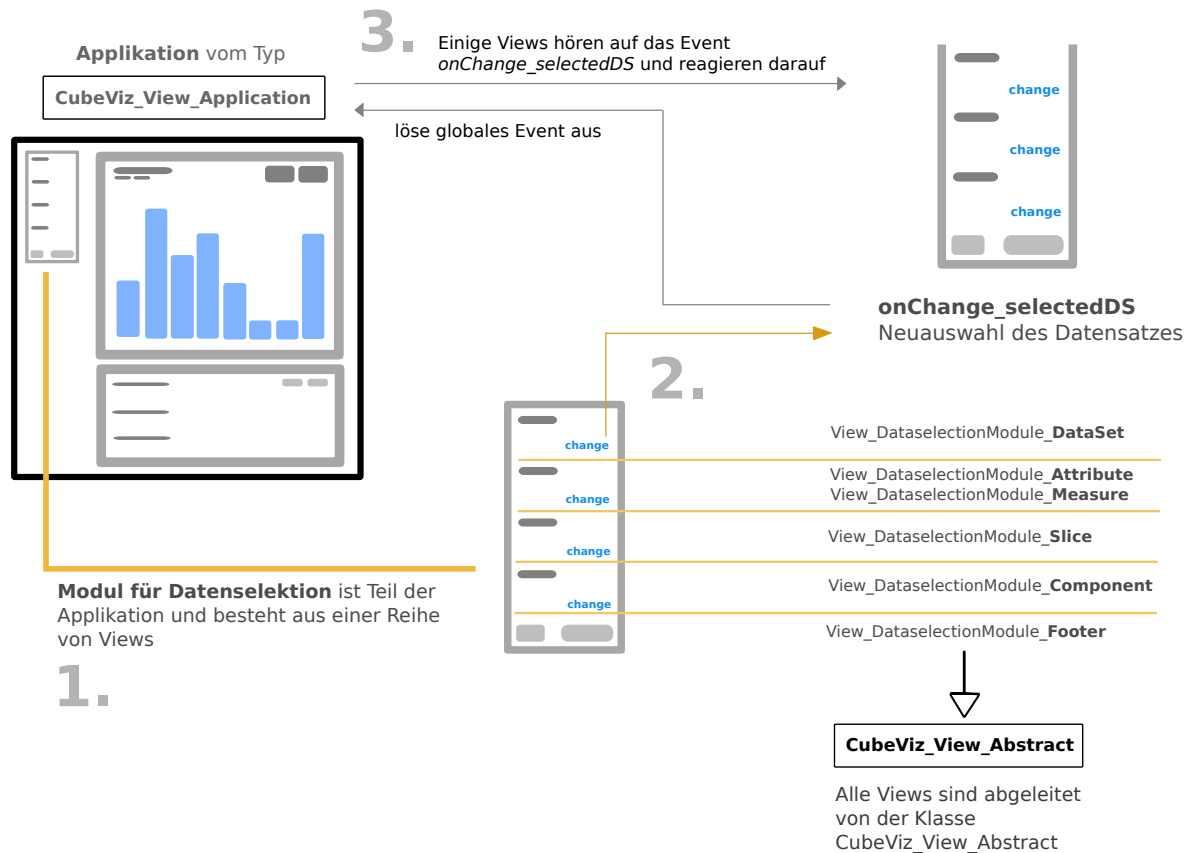 3.
Applikation vom Typ
CubeViz_View_Application
Einige Views hören auf das Event
onChange_selectedDS und reagieren darauf
löse globales Event aus
change
change
change
onChange_selectedDS
Neuauswahl des Datensatzes
2.
change
change
change
change
View_DataselectionModule_DataSet
View_DataselectionModule_Attribute
View_DataselectionModule_Measure
View_DataselectionModule_Slice
View_DataselectionModule_Component
View_DataselectionModule_Footer
Modul für Datenselektion ist Teil der
Applikation und besteht aus einer Reihe
von Views
1.
CubeViz_View_Abstract
Alle Views sind abgeleitet
von der Klasse
CubeViz_View_Abstract